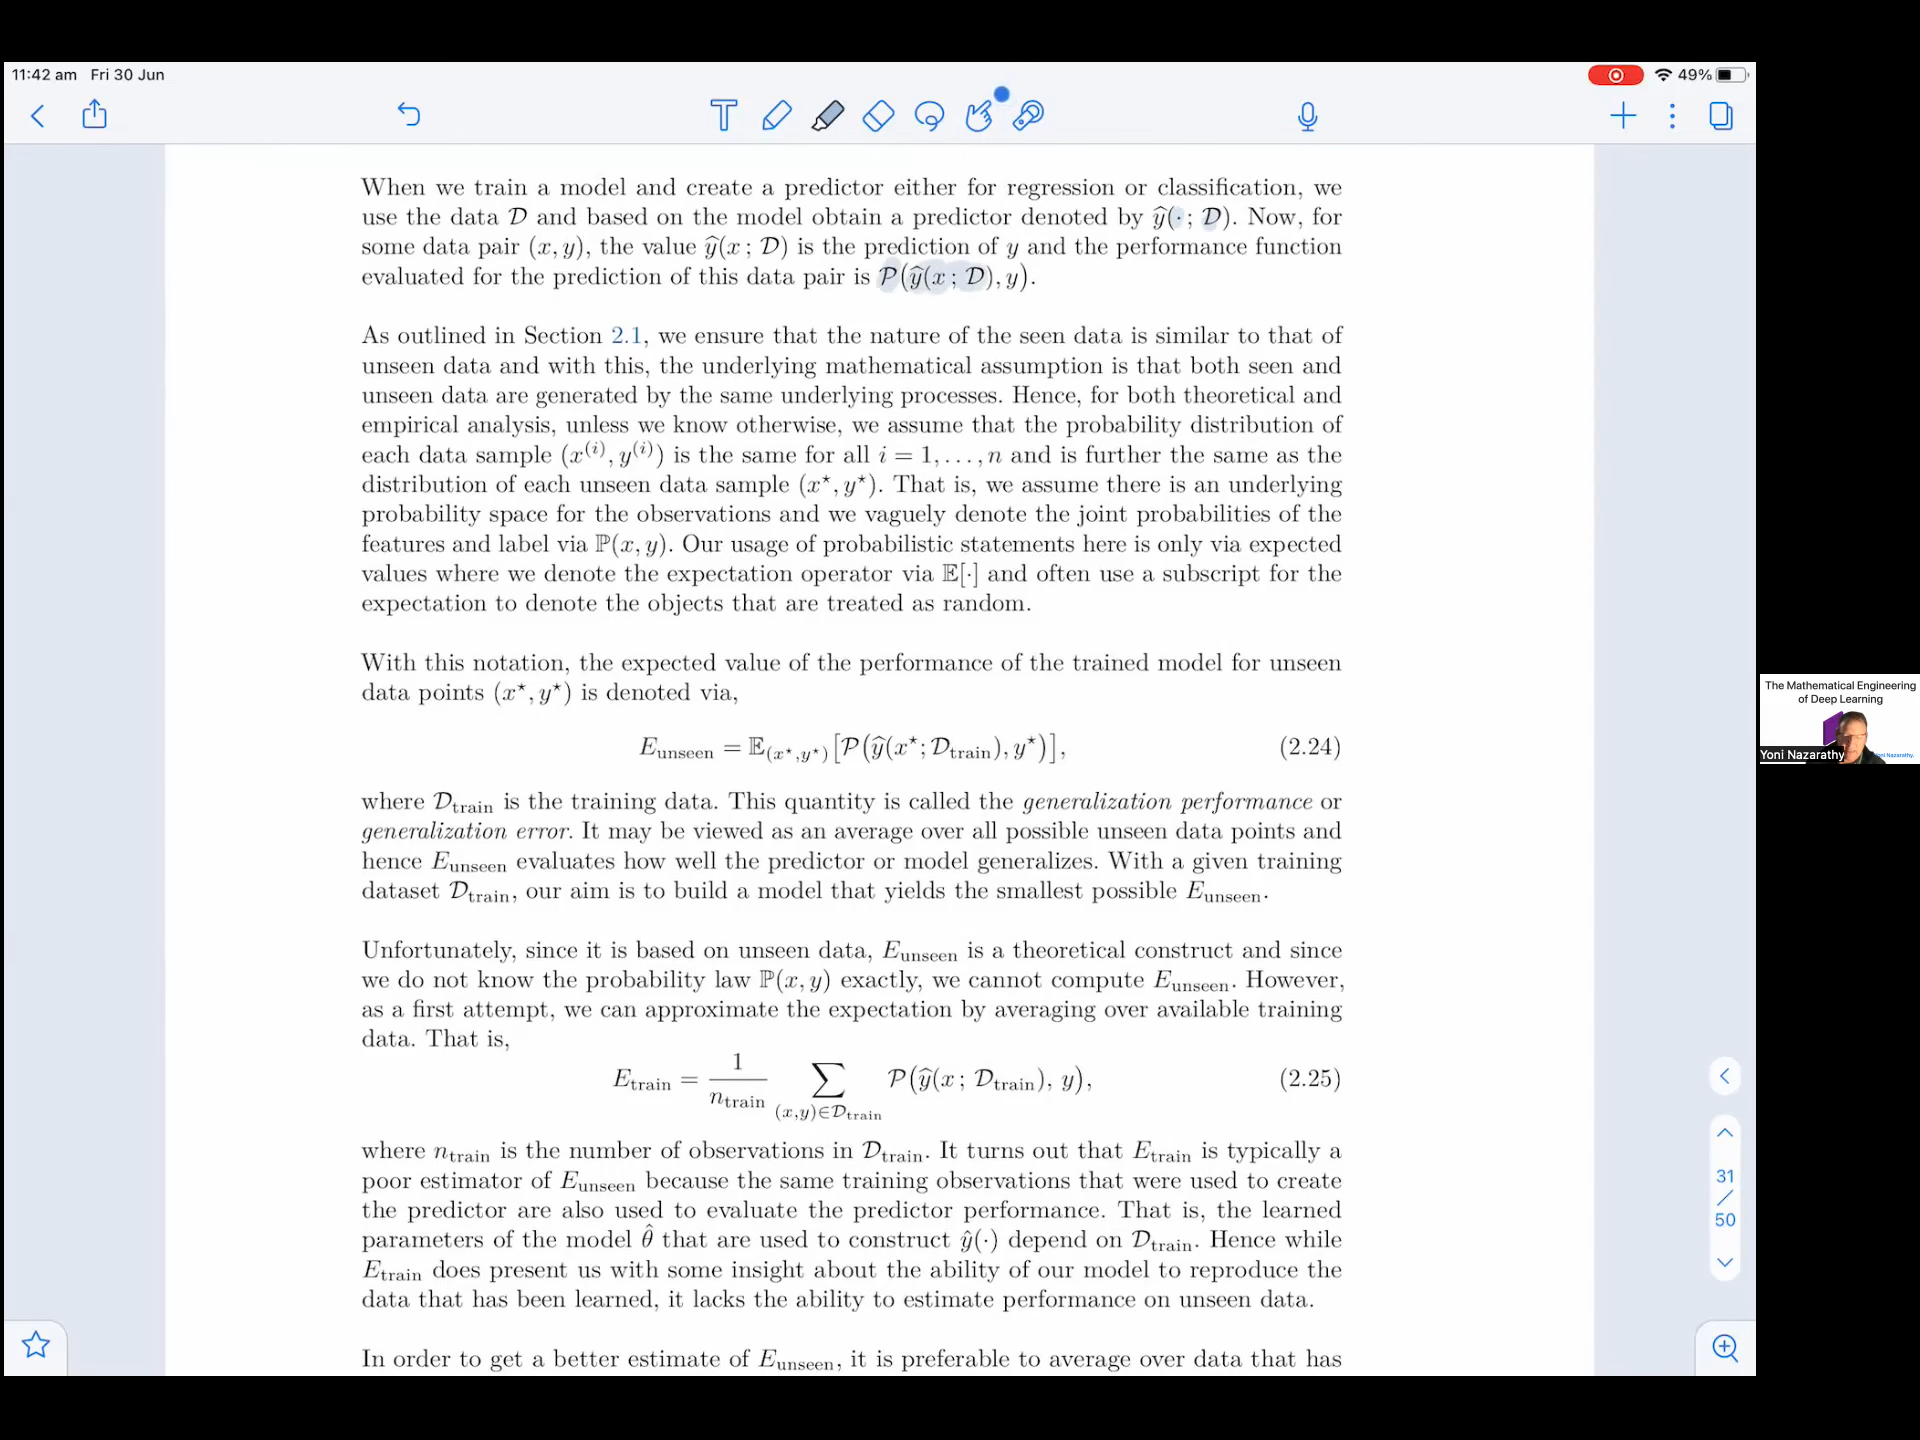 11:42 am Fri 30 Jun
49%
When we train a model and create a predictor either for regression or classification, we
use the data 𝒟 and based on the model obtain a predictor denoted by ŷ(· ; 𝒟). Now, for
some data pair (x, y), the value ŷ(x ; 𝒟) is the prediction of y and the performance function
evaluated for the prediction of this data pair is 𝒫(ŷ(x ; 𝒟), y).
As outlined in Section 2.1, we ensure that the nature of the seen data is similar to that of
unseen data and with this, the underlying mathematical assumption is that both seen and
unseen data are generated by the same underlying processes. Hence, for both theoretical and
empirical analysis, unless we know otherwise, we assume that the probability distribution of
each data sample (x⁽ⁱ⁾, y⁽ⁱ⁾) is the same for all i = 1, . . . , n and is further the same as the
distribution of each unseen data sample (x*, y*). That is, we assume there is an underlying
probability space for the observations and we vaguely denote the joint probabilities of the
features and label via ℙ(x, y). Our usage of probabilistic statements here is only via expected
values where we denote the expectation operator via 𝔼[·] and often use a subscript for the
expectation to denote the objects that are treated as random.
With this notation, the expected value of the performance of the trained model for unseen
data points (x*, y*) is denoted via,
E_unseen = 𝔼_(x*,y*)[𝒫(ŷ(x*; 𝒟_train), y*)], (2.24)
where 𝒟_train is the training data. This quantity is called the generalization performance or
generalization error. It may be viewed as an average over all possible unseen data points and
hence E_unseen evaluates how well the predictor or model generalizes. With a given training
dataset 𝒟_train, our aim is to build a model that yields the smallest possible E_unseen.
Unfortunately, since it is based on unseen data, E_unseen is a theoretical construct and since
we do not know the probability law ℙ(x, y) exactly, we cannot compute E_unseen. However,
as a first attempt, we can approximate the expectation by averaging over available training
data. That is,
E_train = 1/n_train ∑_(x,y)∈𝒟_train 𝒫(ŷ(x ; 𝒟_train), y), (2.25)
where n_train is the number of observations in 𝒟_train. It turns out that E_train is typically a
poor estimator of E_unseen because the same training observations that were used to create
the predictor are also used to evaluate the predictor performance. That is, the learned
parameters of the model θ̂ that are used to construct ŷ(·) depend on 𝒟_train. Hence while
E_train does present us with some insight about the ability of our model to reproduce the
data that has been learned, it lacks the ability to estimate performance on unseen data.
In order to get a better estimate of E_unseen, it is preferable to average over data that has
31
/
50
The Mathematical Engineering
of Deep Learning
Yoni Nazarathy